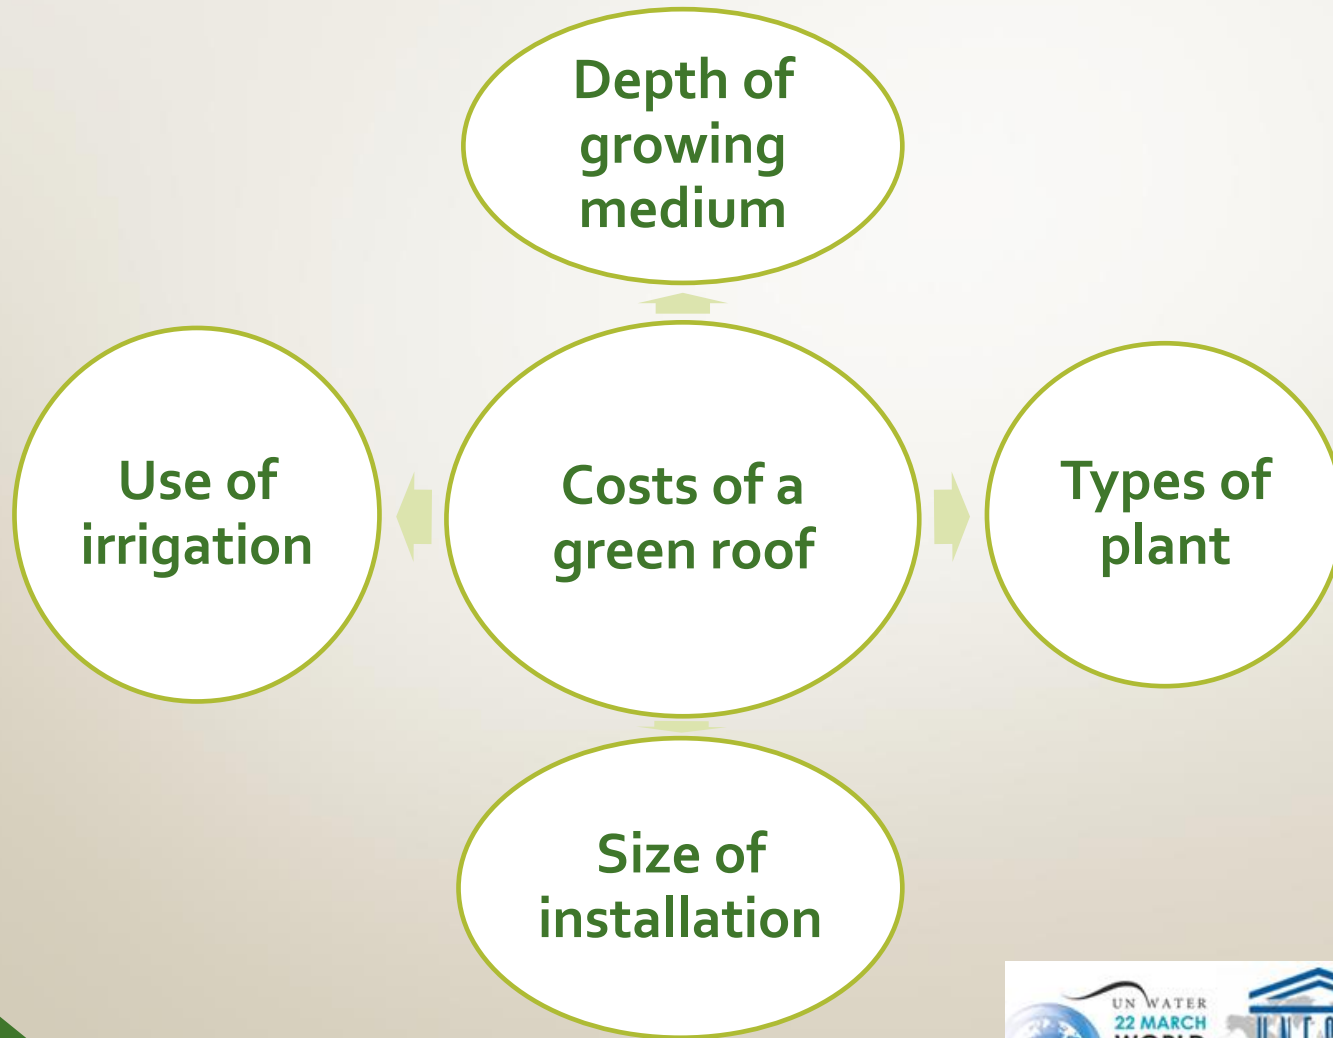 Depth of
growing
medium
Use of
irrigation
Costs of a
green roof
Types of
plant
Size of
installation
UN WATER
22 MARCH
WORLD